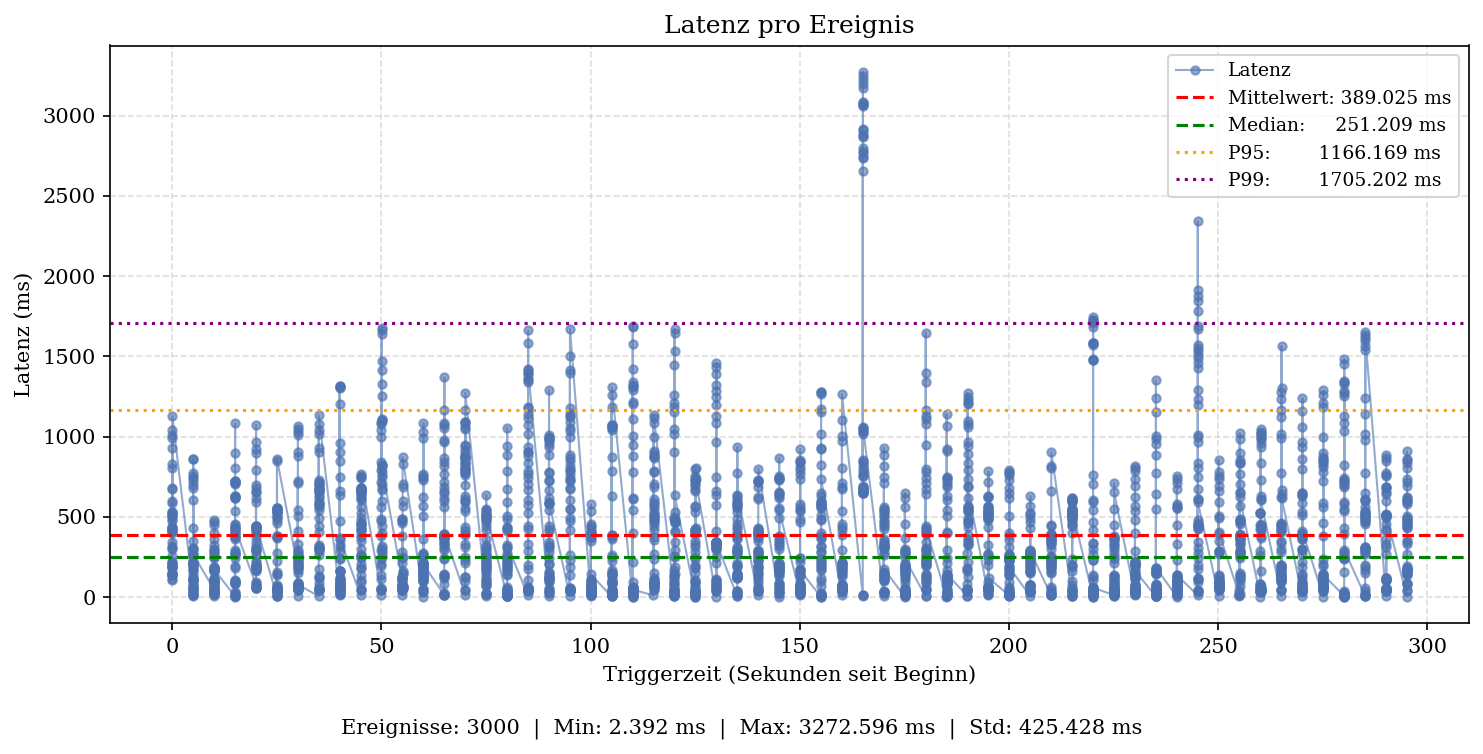 Latenz pro Ereignis
Latenz
Mittelwert: 389.025 ms
Median: 251.209 ms
P95: 1166.169 ms
P99: 1705.202 ms
Latenz (ms)
3000
2500
2000
1500
1000
500
0
0 50 100 150 200 250 300
Triggerzeit (Sekunden seit Beginn)
Ereignisse: 3000 | Min: 2.392 ms | Max: 3272.596 ms | Std: 425.428 ms